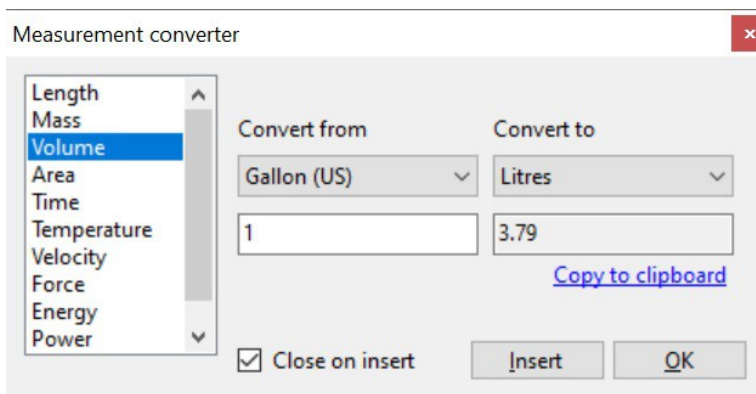 Measurement converter
Length
Mass
Volume
Area
Time
Temperature
Velocity
Force
Energy
Power
Convert from
Convert to
Gallon (US)
Litres
1
3.79
Copy to clipboard
Close on insert
Insert
OK